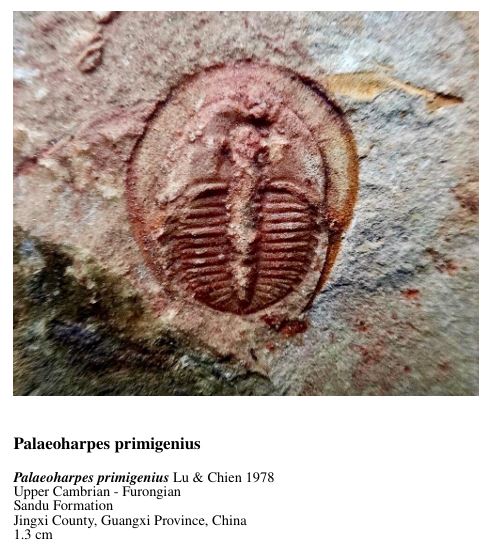 Palaeoharpes primigenius
Palaeoharpes primigenius Lu & Chien 1978
Upper Cambrian - Furongian
Sandu Formation
Jingxi County, Guangxi Province, China
1.3 cm